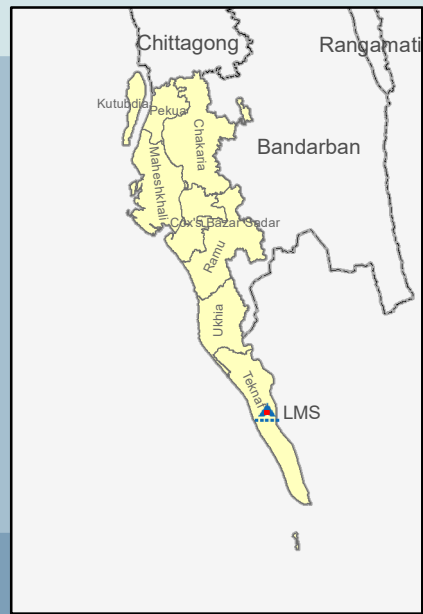 Chittagong
Rangamati
Kutubdia
Pekua
Chakaria
Bandarban
Maheshkhali
Cox's Bazar Sadar
Ramu
Ukhia
Teknaf
LMS